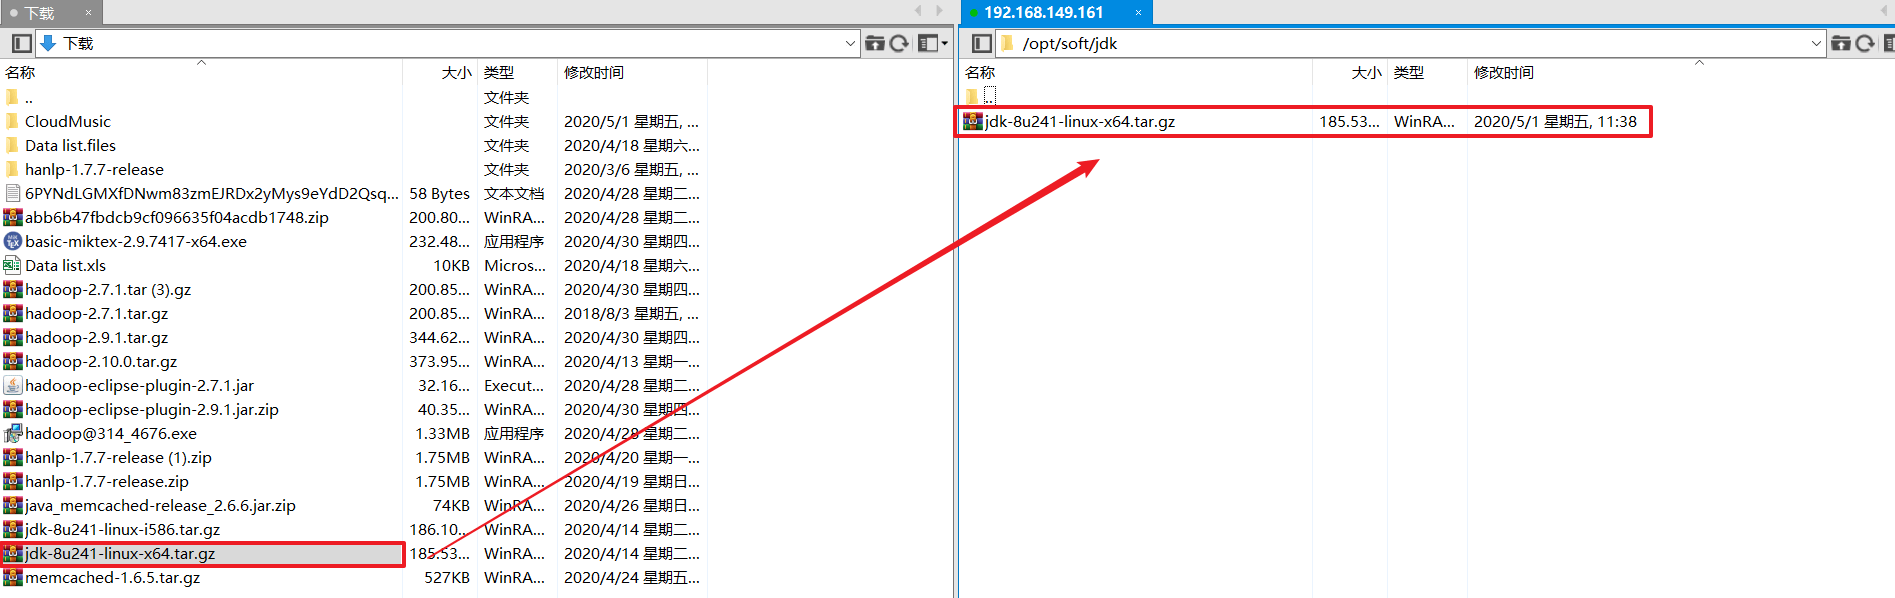 下载 ×
下载
名称 大小 类型 修改时间
.. 文件夹
CloudMusic 文件夹 2020/5/1 星期五, ...
Data list.files 文件夹 2020/4/18 星期六...
hanlp-1.7.7-release 文件夹 2020/3/6 星期五, ...
6PYNdLGMXfDNwm83zmEJRDx2yMys9eYdD2Qsq... 58 Bytes 文本文档 2020/4/28 星期二...
abb6b47fbdcb9cf096635f04acdb1748.zip 200.80... WinRA... 2020/4/28 星期二...
basic-miktex-2.9.7417-x64.exe 232.48... 应用程序 2020/4/30 星期四...
Data list.xls 10KB Micros... 2020/4/18 星期六...
hadoop-2.7.1.tar (3).gz 200.85... WinRA... 2020/4/30 星期四...
hadoop-2.7.1.tar.gz 200.85... WinRA... 2018/8/3 星期五, ...
hadoop-2.9.1.tar.gz 344.62... WinRA... 2020/4/30 星期四...
hadoop-2.10.0.tar.gz 373.95... WinRA... 2020/4/13 星期一...
hadoop-eclipse-plugin-2.7.1.jar 32.16... Execut... 2020/4/28 星期二...
hadoop-eclipse-plugin-2.9.1.jar.zip 40.35... WinRA... 2020/4/30 星期四...
hadoop@314_4676.exe 1.33MB 应用程序 2020/4/28 星期二...
hanlp-1.7.7-release (1).zip 1.75MB WinRA... 2020/4/20 星期一...
hanlp-1.7.7-release.zip 1.75MB WinRA... 2020/4/19 星期日...
java_memcached-release_2.6.6.jar.zip 74KB WinRA... 2020/4/26 星期日...
jdk-8u241-linux-i586.tar.gz 186.10... WinRA... 2020/4/14 星期二...
jdk-8u241-linux-x64.tar.gz 185.53... WinRA... 2020/4/14 星期二...
memcached-1.6.5.tar.gz 527KB WinRA... 2020/4/24 星期五...
192.168.149.161 ×
/opt/soft/jdk
名称 大小 类型 修改时间
..
jdk-8u241-linux-x64.tar.gz 185.53... WinRA... 2020/5/1 星期五, 11:38